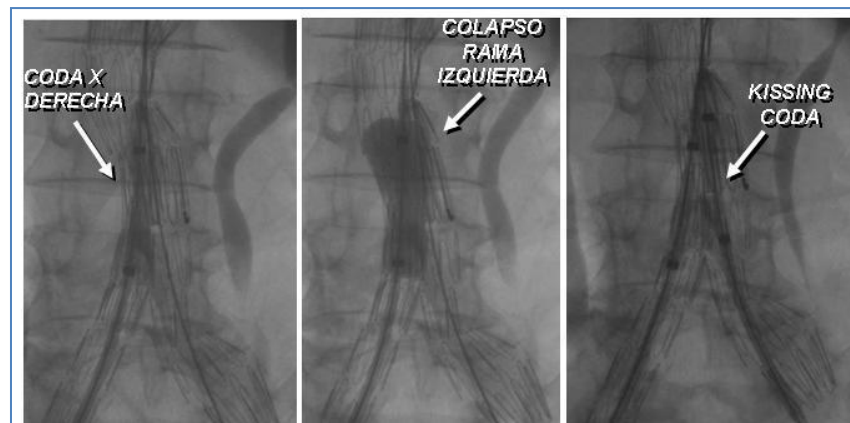 CODA X
DERECHA
COLAPSO
RAMA
IZQUIERDA
KISSING
CODA